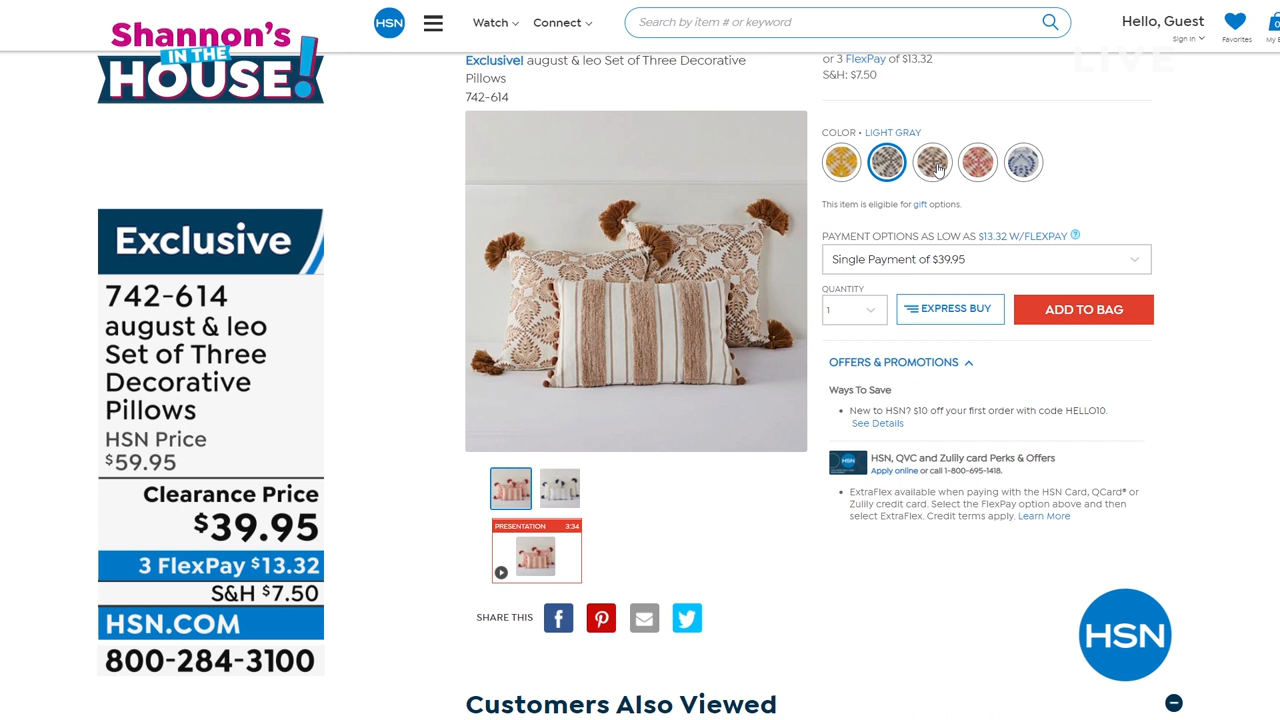 Shannon's
IN THE
HOUSE!
HSN
Watch
Connect
Search by item # or keyword
Hello, Guest
Sign In
Favorites
0
My B
LIVE
Exclusive! august & leo Set of Three Decorative
Pillows
742-614
or 3 FlexPay of $13.32
S&H: $7.50
COLOR • LIGHT GRAY
This item is eligible for gift options.
PAYMENT OPTIONS AS LOW AS $13.32 W/FLEXPAY ?
Single Payment of $39.95
QUANTITY
1
EXPRESS BUY
ADD TO BAG
OFFERS & PROMOTIONS
Ways To Save
• New to HSN? $10 off your first order with code HELLO10.
See Details
HSN
HSN, QVC and Zulily card Perks & Offers
Apply online or call 1-800-695-1418.
• ExtraFlex available when paying with the HSN Card, QCard® or
Zulily credit card. Select the FlexPay option above and then
select ExtraFlex. Credit terms apply. Learn More
Exclusive
742-614
august & leo
Set of Three
Decorative
Pillows
HSN Price
$59.95
Clearance Price
$39.95
3 FlexPay $13.32
S&H $7.50
HSN.COM
800-284-3100
PRESENTATION 3:34
SHARE THIS
HSN
Customers Also Viewed